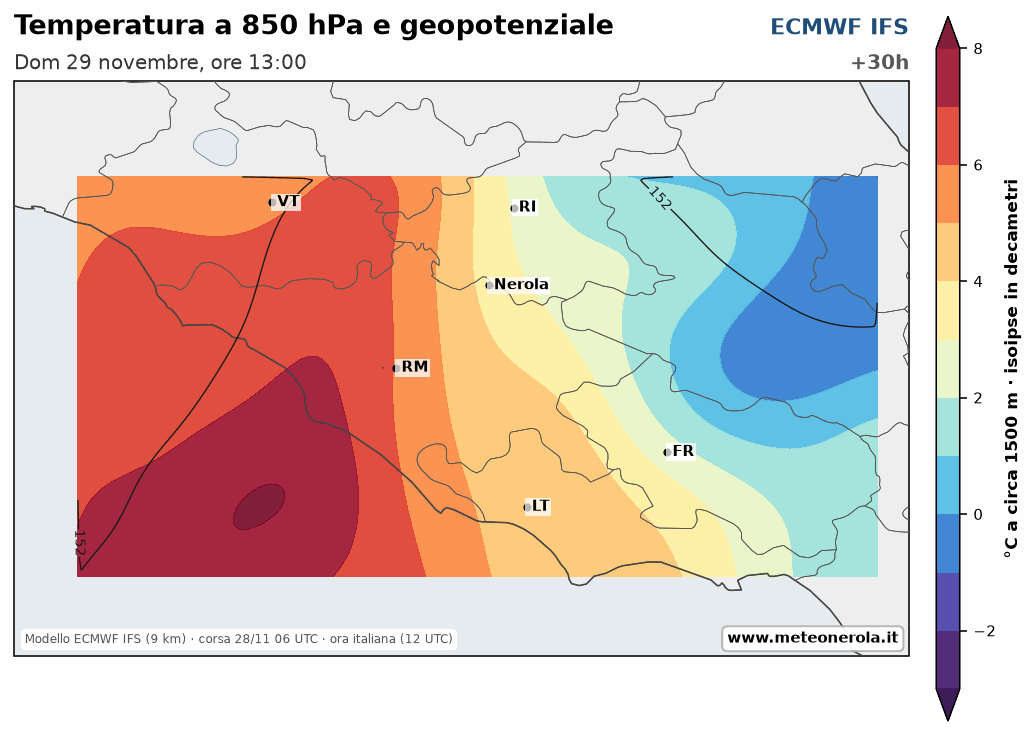 Temperatura a 850 hPa e geopotenziale
ECMWF IFS
Dom 29 novembre, ore 13:00
+30h
8
6
4
2
0
−2
°C a circa 1500 m · isoipse in decametri
VT
RI
152
Nerola
RM
FR
LT
152
Modello ECMWF IFS (9 km) · corsa 28/11 06 UTC · ora italiana (12 UTC)
www.meteonerola.it